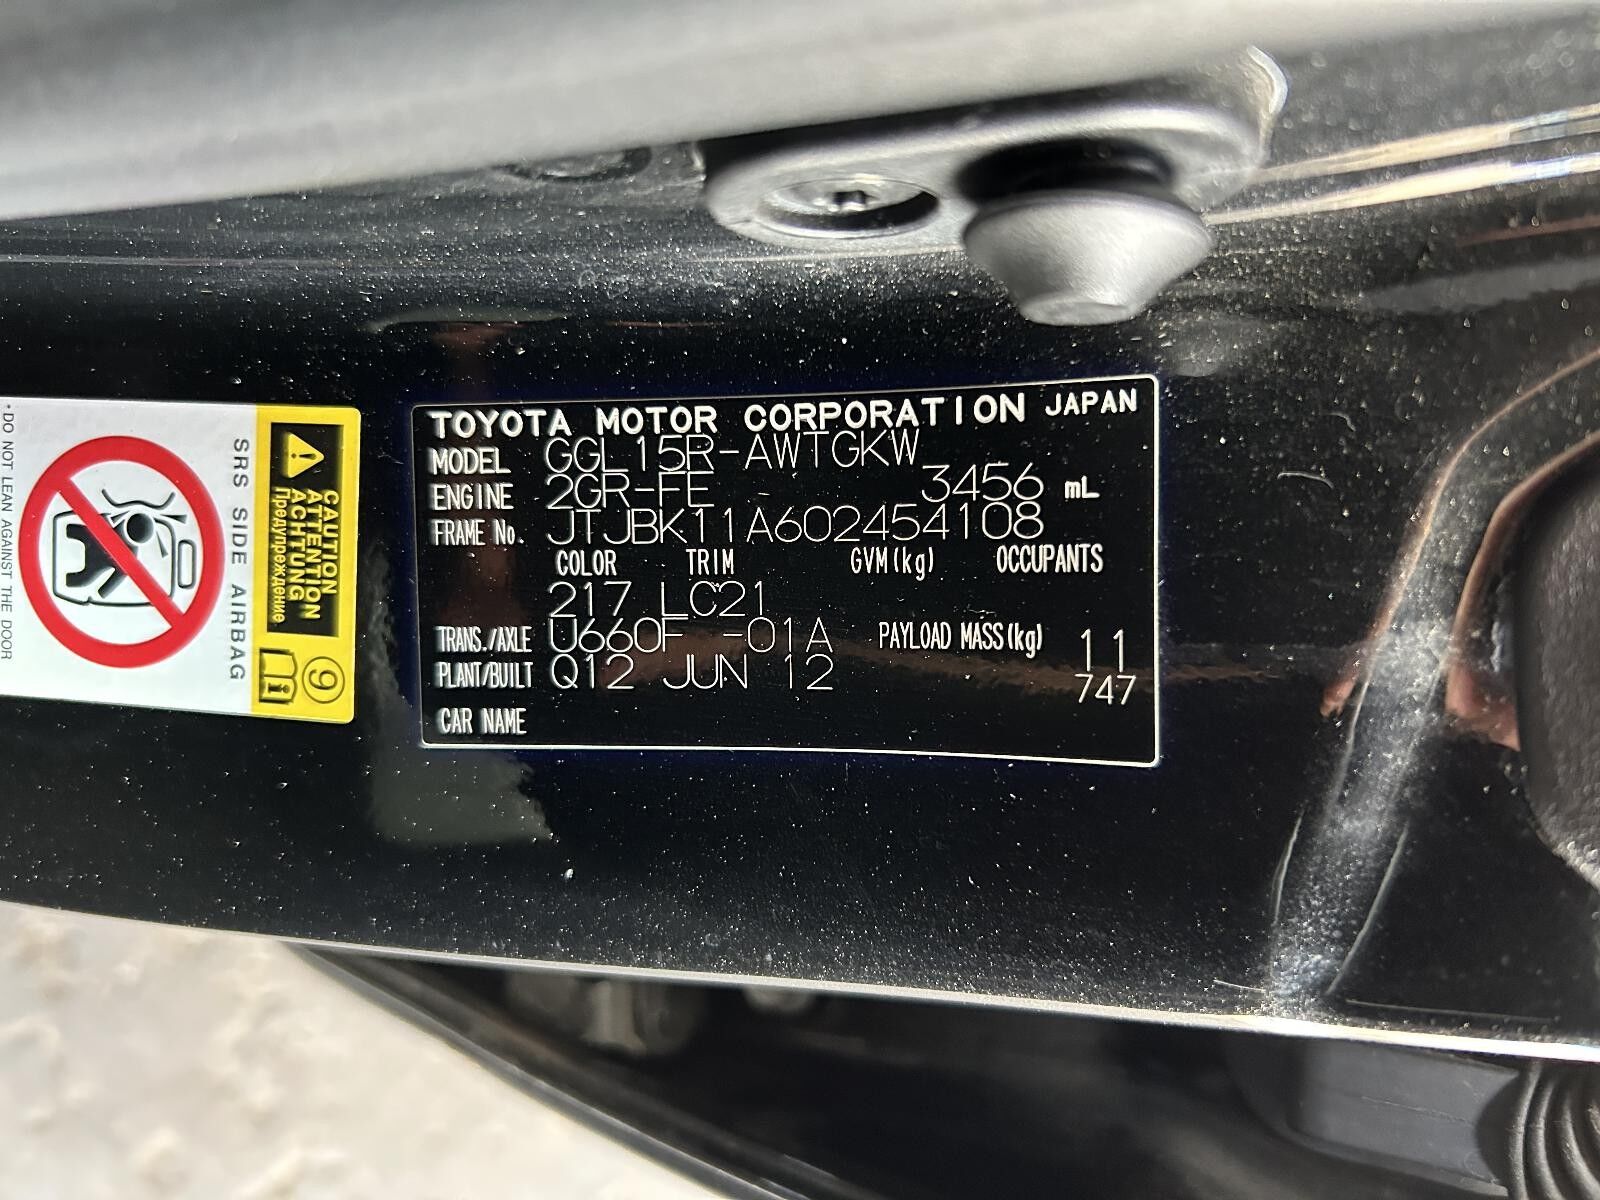 TOYOTA MOTOR CORPORATION JAPAN
MODEL GGL15R-AWTGKW
ENGINE 2GR-FE 3456 mL
FRAME No. JTJBK11A602454108
COLOR TRIM GVM(kg) OCCUPANTS
217 LC21
TRANS./AXLE U660F -01A PAYLOAD MASS(kg) 11
PLANT/BUILT Q12 JUN 12 747
CAR NAME
CAUTION
ATTENTION
ACHTUNG
Предупреждение
9
SRS SIDE AIRBAG
•DO NOT LEAN AGAINST THE DOOR